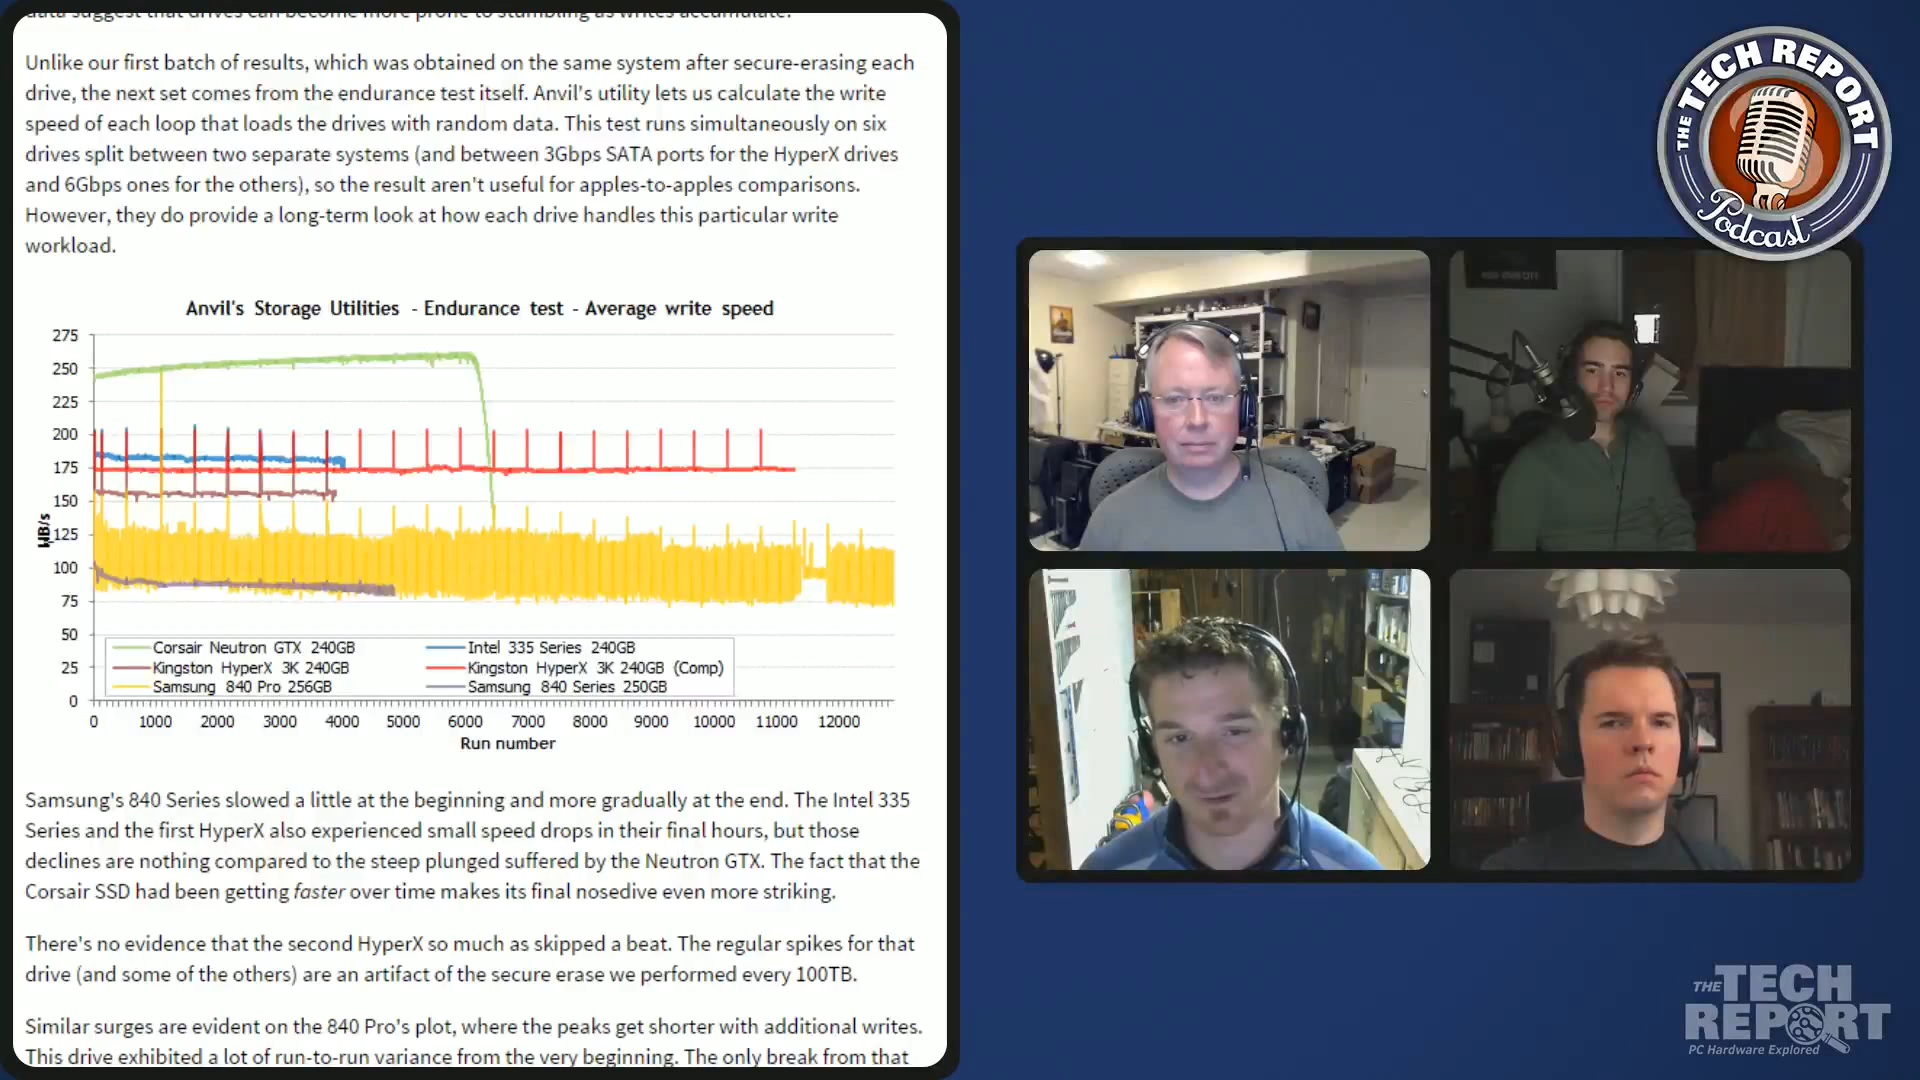 data suggest that drives can become more prone to stumbling as writes accumulate.
Unlike our first batch of results, which was obtained on the same system after secure-erasing each
drive, the next set comes from the endurance test itself. Anvil's utility lets us calculate the write
speed of each loop that loads the drives with random data. This test runs simultaneously on six
drives split between two separate systems (and between 3Gbps SATA ports for the HyperX drives
and 6Gbps ones for the others), so the result aren't useful for apples-to-apples comparisons.
However, they do provide a long-term look at how each drive handles this particular write
workload.
Anvil's Storage Utilities - Endurance test - Average write speed
275
250
225
200
175
150
125
100
75
50
25
0
MB/s
Corsair Neutron GTX 240GB
Intel 335 Series 240GB
Kingston HyperX 3K 240GB
Kingston HyperX 3K 240GB (Comp)
Samsung 840 Pro 256GB
Samsung 840 Series 250GB
0 1000 2000 3000 4000 5000 6000 7000 8000 9000 10000 11000 12000
Run number
Samsung's 840 Series slowed a little at the beginning and more gradually at the end. The Intel 335
Series and the first HyperX also experienced small speed drops in their final hours, but those
declines are nothing compared to the steep plunged suffered by the Neutron GTX. The fact that the
Corsair SSD had been getting faster over time makes its final nosedive even more striking.
There's no evidence that the second HyperX so much as skipped a beat. The regular spikes for that
drive (and some of the others) are an artifact of the secure erase we performed every 100TB.
Similar surges are evident on the 840 Pro's plot, where the peaks get shorter with additional writes.
This drive exhibited a lot of run-to-run variance from the very beginning. The only break from that
THE TECH REPORT
Podcast
THE TECH
REPORT
PC Hardware Explored